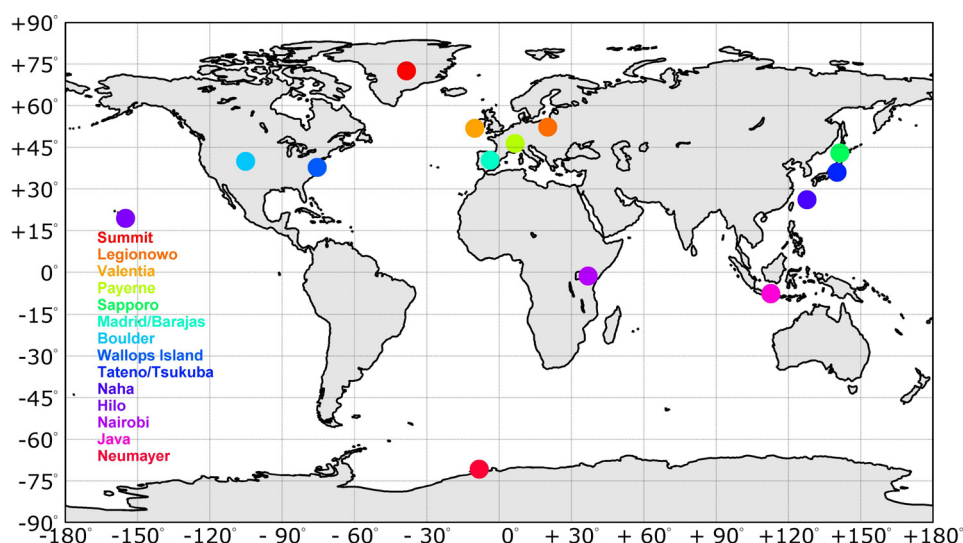 +90°
+75°
+60°
+45°
+30°
+15°
0°
-15°
-30°
-45°
-60°
-75°
-90°
Summit
Legionowo
Valentia
Payerne
Sapporo
Madrid/Barajas
Boulder
Wallops Island
Tateno/Tsukuba
Naha
Hilo
Nairobi
Java
Neumayer
-180° -150° -120° -90° -60° -30° 0° +30° +60° +90° +120° +150° +180°